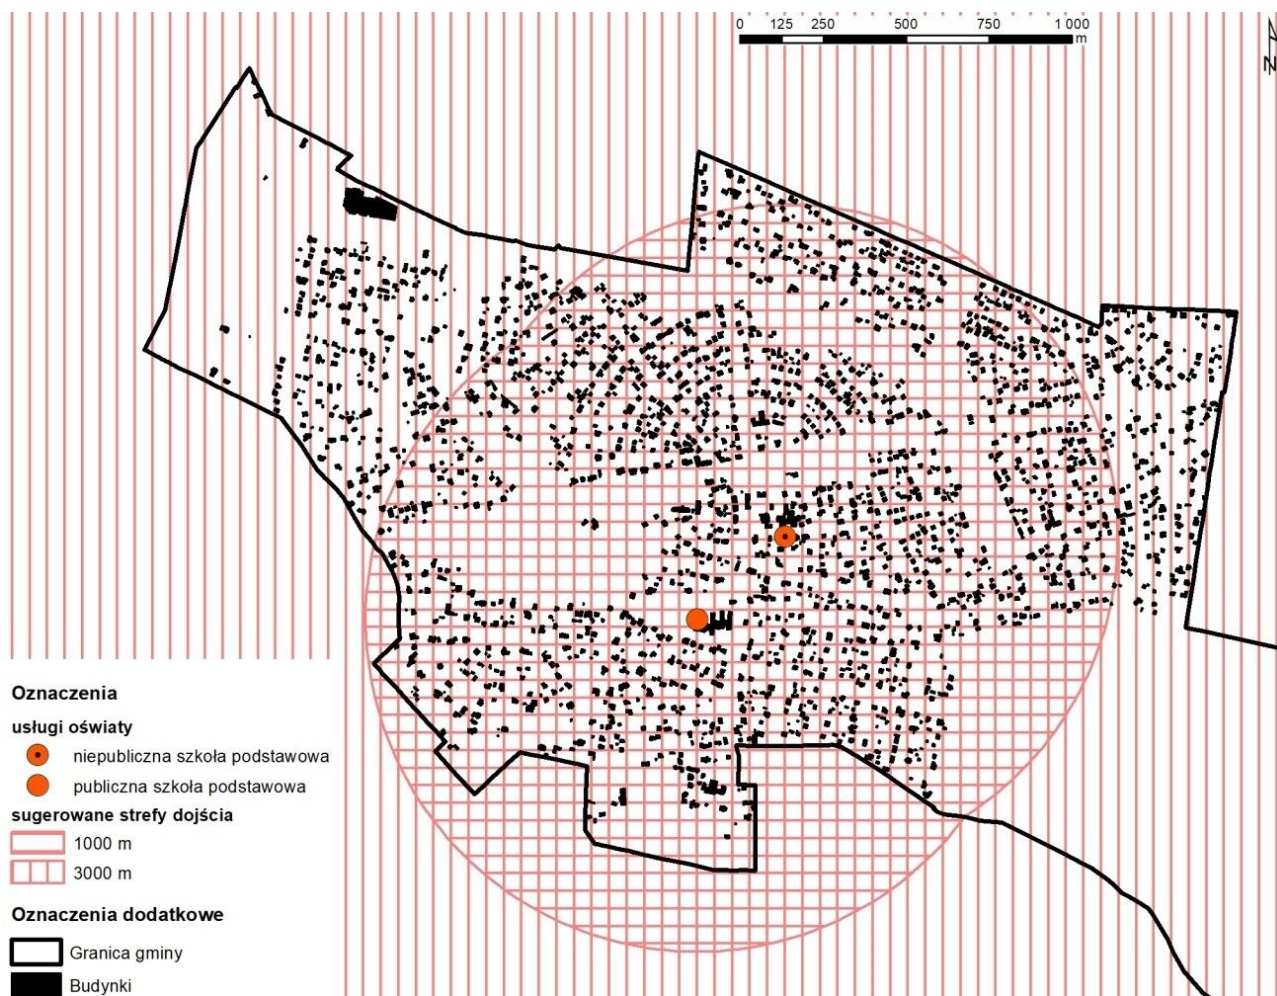 0 125 250 500 750 1 000
m
N
Oznaczenia
usługi oświaty
niepubliczna szkoła podstawowa
publiczna szkoła podstawowa
sugerowane strefy dojścia
1000 m
3000 m
Oznaczenia dodatkowe
Granica gminy
Budynki